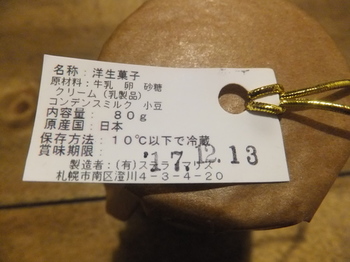 名称：洋生菓子
原材料：牛乳　卵　砂糖
クリーム（乳製品）
コンデンスミルク　小豆
内容量：　８０ｇ
原産国：日本
保存方法：１０℃以下で冷蔵
賞味期限：　'17.12.13
製造者：（有）
札幌市南区澄川４－３－４－２０